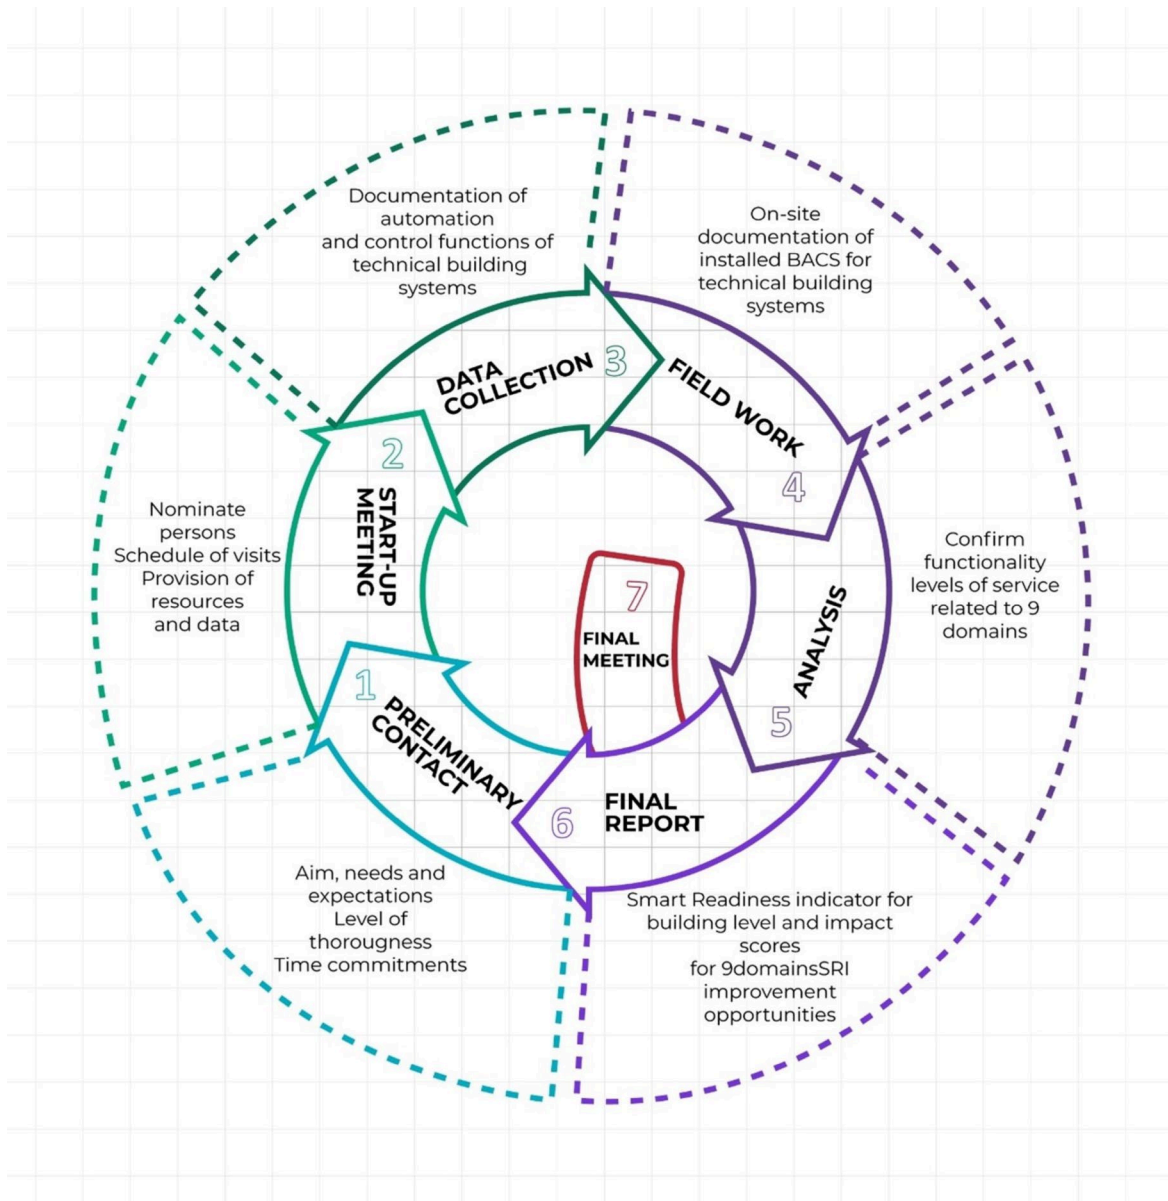 Documentation of
automation
and control functions of
technical building
systems
On-site
documentation of
installed BACS for
technical building
systems
DATA
COLLECTION
3
FIELD WORK
4
2
START-UP
MEETING
Nominate
persons
Schedule of visits
Provision of
resources
and data
Confirm
functionality
levels of service
related to 9
domains
ANALYSIS
5
7
FINAL
MEETING
1
PRELIMINARY
CONTACT
6
FINAL
REPORT
Aim, needs and
expectations
Level of
thorougness
Time commitments
Smart Readiness indicator for
building level and impact
scores
for 9domainsSRI
improvement
opportunities